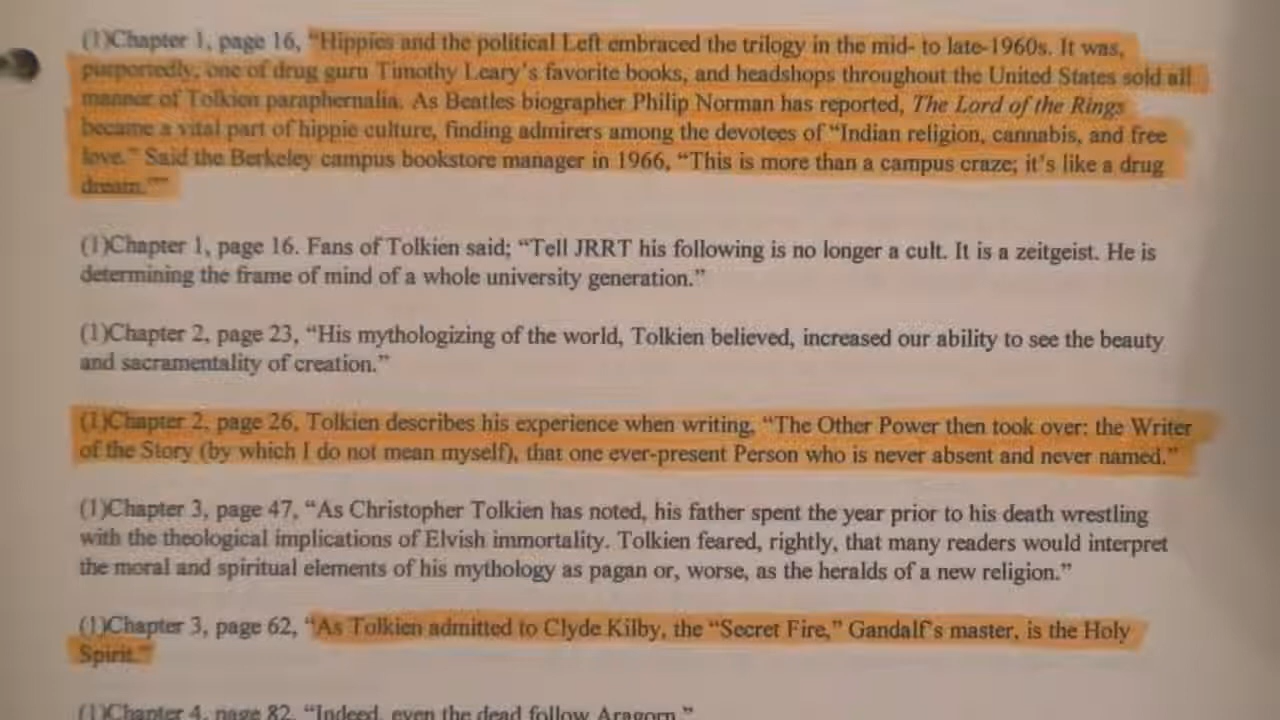 (1)Chapter 1, page 16, “Hippies and the political Left embraced the trilogy in the mid- to late-1960s. It was,
purportedly, one of drug guru Timothy Leary’s favorite books, and headshops throughout the United States sold all
manner of Tolkien paraphernalia. As Beatles biographer Philip Norman has reported, The Lord of the Rings
became a vital part of hippie culture, finding admirers among the devotees of “Indian religion, cannabis, and free
love.” Said the Berkeley campus bookstore manager in 1966, “This is more than a campus craze; it’s like a drug
dream.””
(1)Chapter 1, page 16. Fans of Tolkien said; “Tell JRRT his following is no longer a cult. It is a zeitgeist. He is
determining the frame of mind of a whole university generation.”
(1)Chapter 2, page 23, “His mythologizing of the world, Tolkien believed, increased our ability to see the beauty
and sacramentality of creation.”
(1)Chapter 2, page 26, Tolkien describes his experience when writing, “The Other Power then took over: the Writer
of the Story (by which I do not mean myself), that one ever-present Person who is never absent and never named.”
(1)Chapter 3, page 47, “As Christopher Tolkien has noted, his father spent the year prior to his death wrestling
with the theological implications of Elvish immortality. Tolkien feared, rightly, that many readers would interpret
the moral and spiritual elements of his mythology as pagan or, worse, as the heralds of a new religion.”
(1)Chapter 3, page 62, “As Tolkien admitted to Clyde Kilby, the “Secret Fire,” Gandalf’s master, is the Holy
Spirit.”
(1)Chapter 4, page 82, “Indeed, even the dead follow Aragorn.”